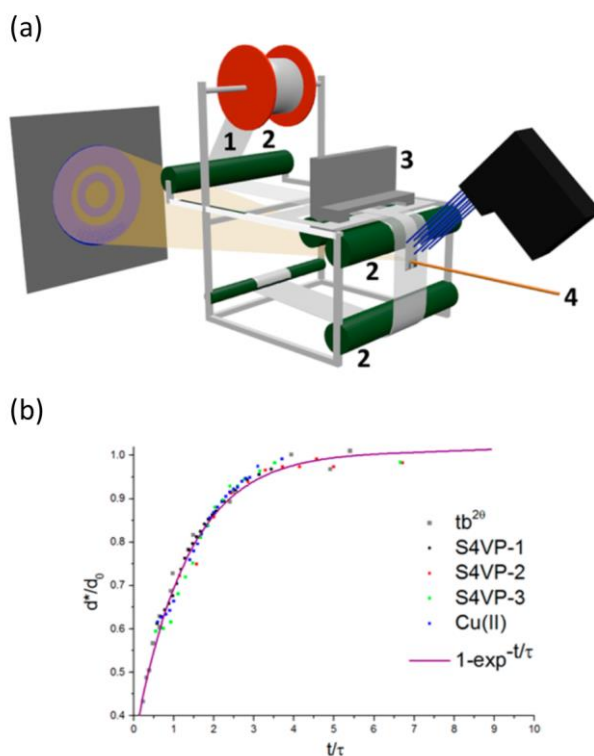 (a)
1 2
3
2
4
2
(b)
1.0
0.9
0.8
0.7
0.6
0.5
0.4
d*/d₀
0 1 2 3 4 5 6 7 8 9 10
t/τ
tb²ᶿ
S4VP-1
S4VP-2
S4VP-3
Cu(II)
1-exp⁻ᵗ/τ